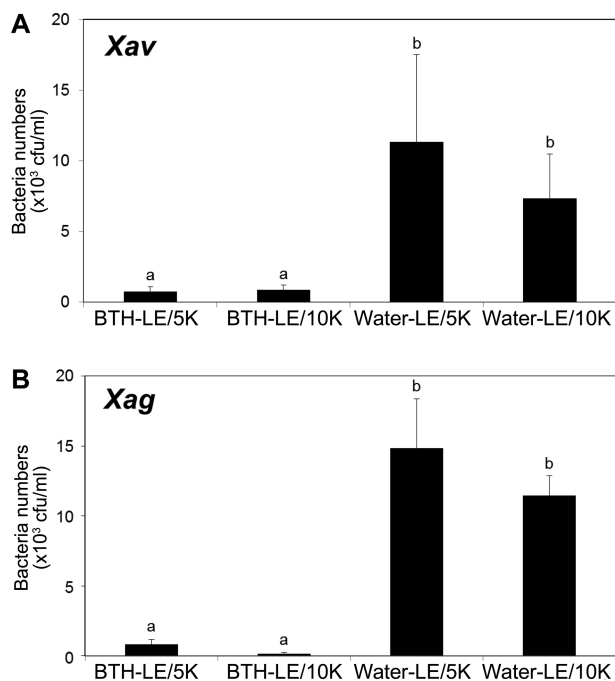 A
Xav
Bacteria numbers
(x10³ cfu/ml)
20
15
10
5
0
a
a
b
b
BTH-LE/5K
BTH-LE/10K
Water-LE/5K
Water-LE/10K
B
Xag
Bacteria numbers
(x10³ cfu/ml)
20
15
10
5
0
a
a
b
b
BTH-LE/5K
BTH-LE/10K
Water-LE/5K
Water-LE/10K